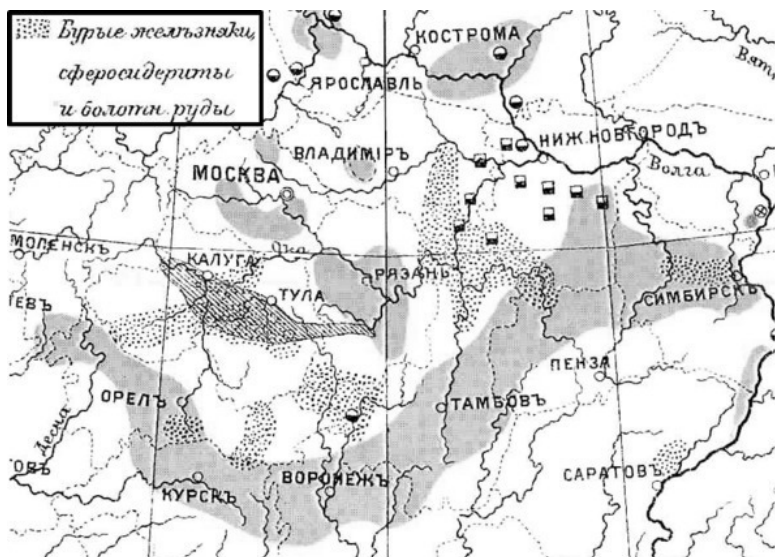 Бурые желѣзняки,
сферосидериты
и болотн. руды
КОСТРОМА
Вят
ЯРОСЛАВЛЬ
НИЖ. НОВГОРОДЪ
ВЛАДИМІРЪ
Волга
МОСКВА
МОЛЕНСКЪ
Ока
КАЛУГА
РЯЗАНЬ
ТУЛА
СИМБИРСКЪ
ПЕНЗА
ОРЕЛЪ
ТАМБОВЪ
Десна
САРАТОВЪ
КУРСКЪ
ВОРОНЕЖЪ